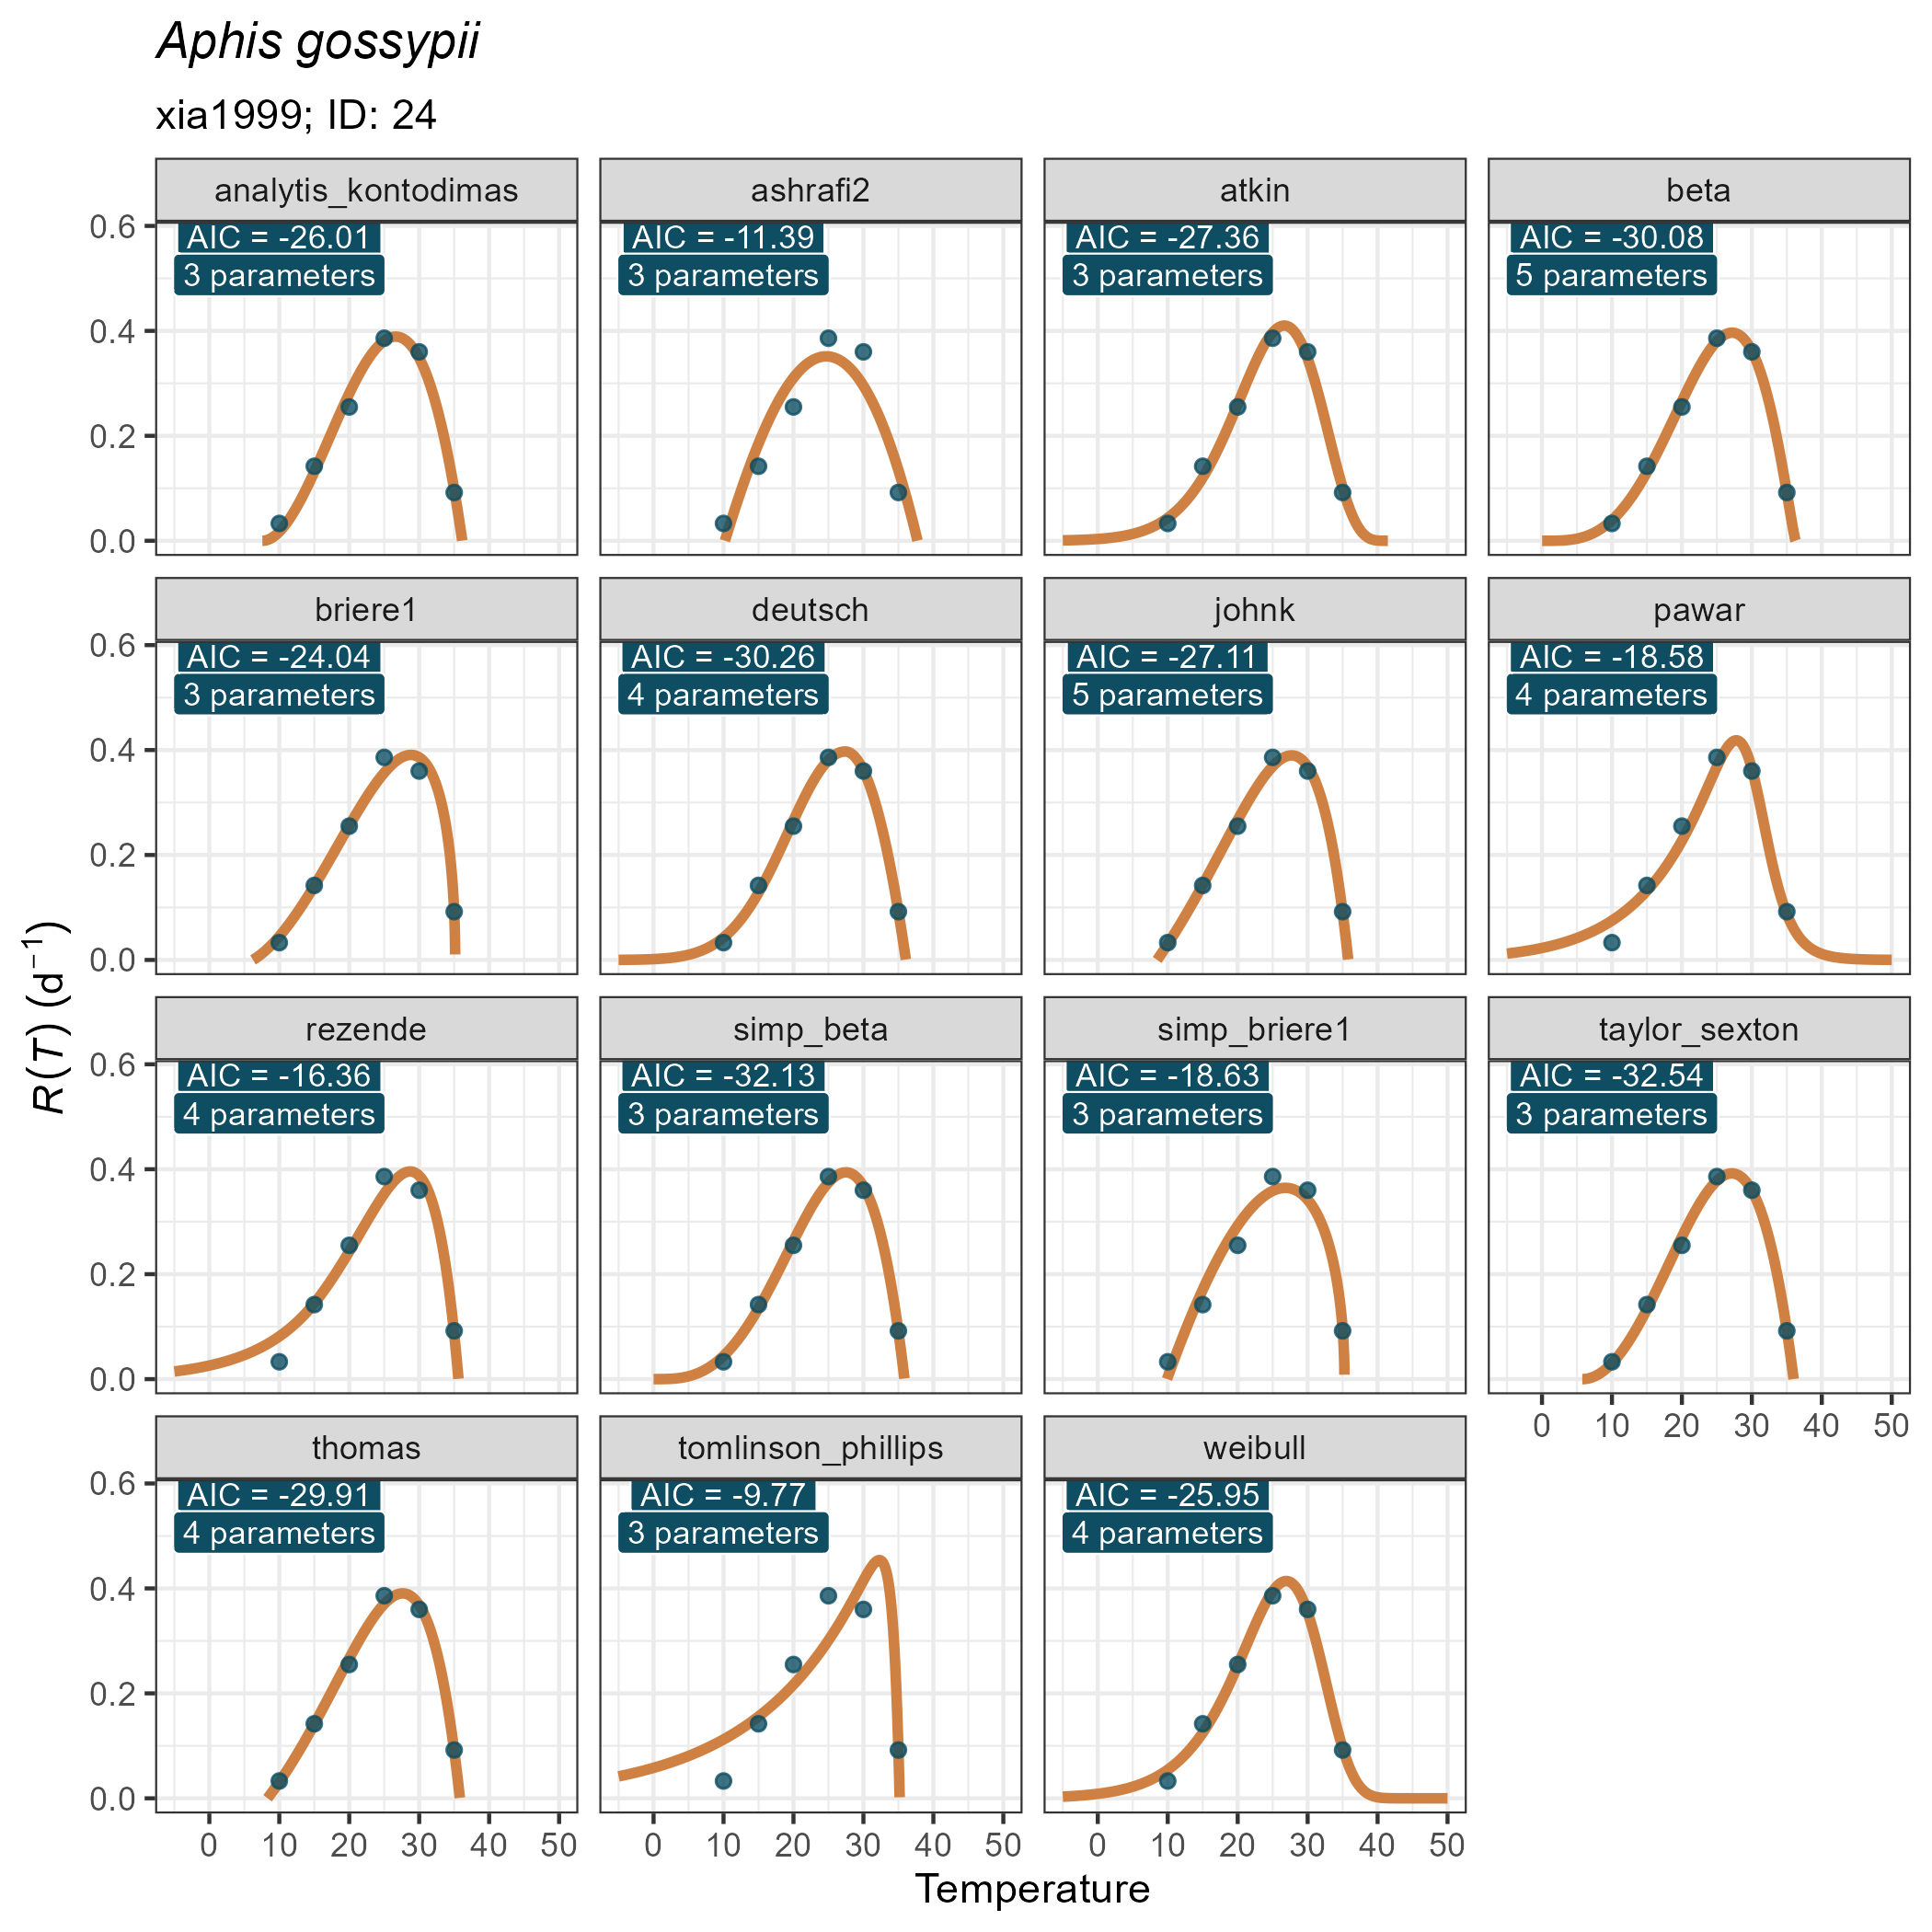 Aphis gossypii
xia1999; ID: 24
analytis_kontodimas ashrafi2 atkin beta
0.6
AIC = -26.01 AIC = -11.39 AIC = -27.36 AIC = -30.08
3 parameters 3 parameters 3 parameters 5 parameters
0.4
0.2
0.0
briere1 deutsch johnk pawar
0.6
AIC = -24.04 AIC = -30.26 AIC = -27.11 AIC = -18.58
3 parameters 4 parameters 5 parameters 4 parameters
0.4
0.2
0.0
R(T) (d⁻¹)
rezende simp_beta simp_briere1 taylor_sexton
0.6
AIC = -16.36 AIC = -32.13 AIC = -18.63 AIC = -32.54
4 parameters 3 parameters 3 parameters 3 parameters
0.4
0.2
0.0
0 10 20 30 40 50
thomas tomlinson_phillips weibull
0.6
AIC = -29.91 AIC = -9.77 AIC = -25.95
4 parameters 3 parameters 4 parameters
0.4
0.2
0.0
0 10 20 30 40 50 0 10 20 30 40 50 0 10 20 30 40 50
Temperature